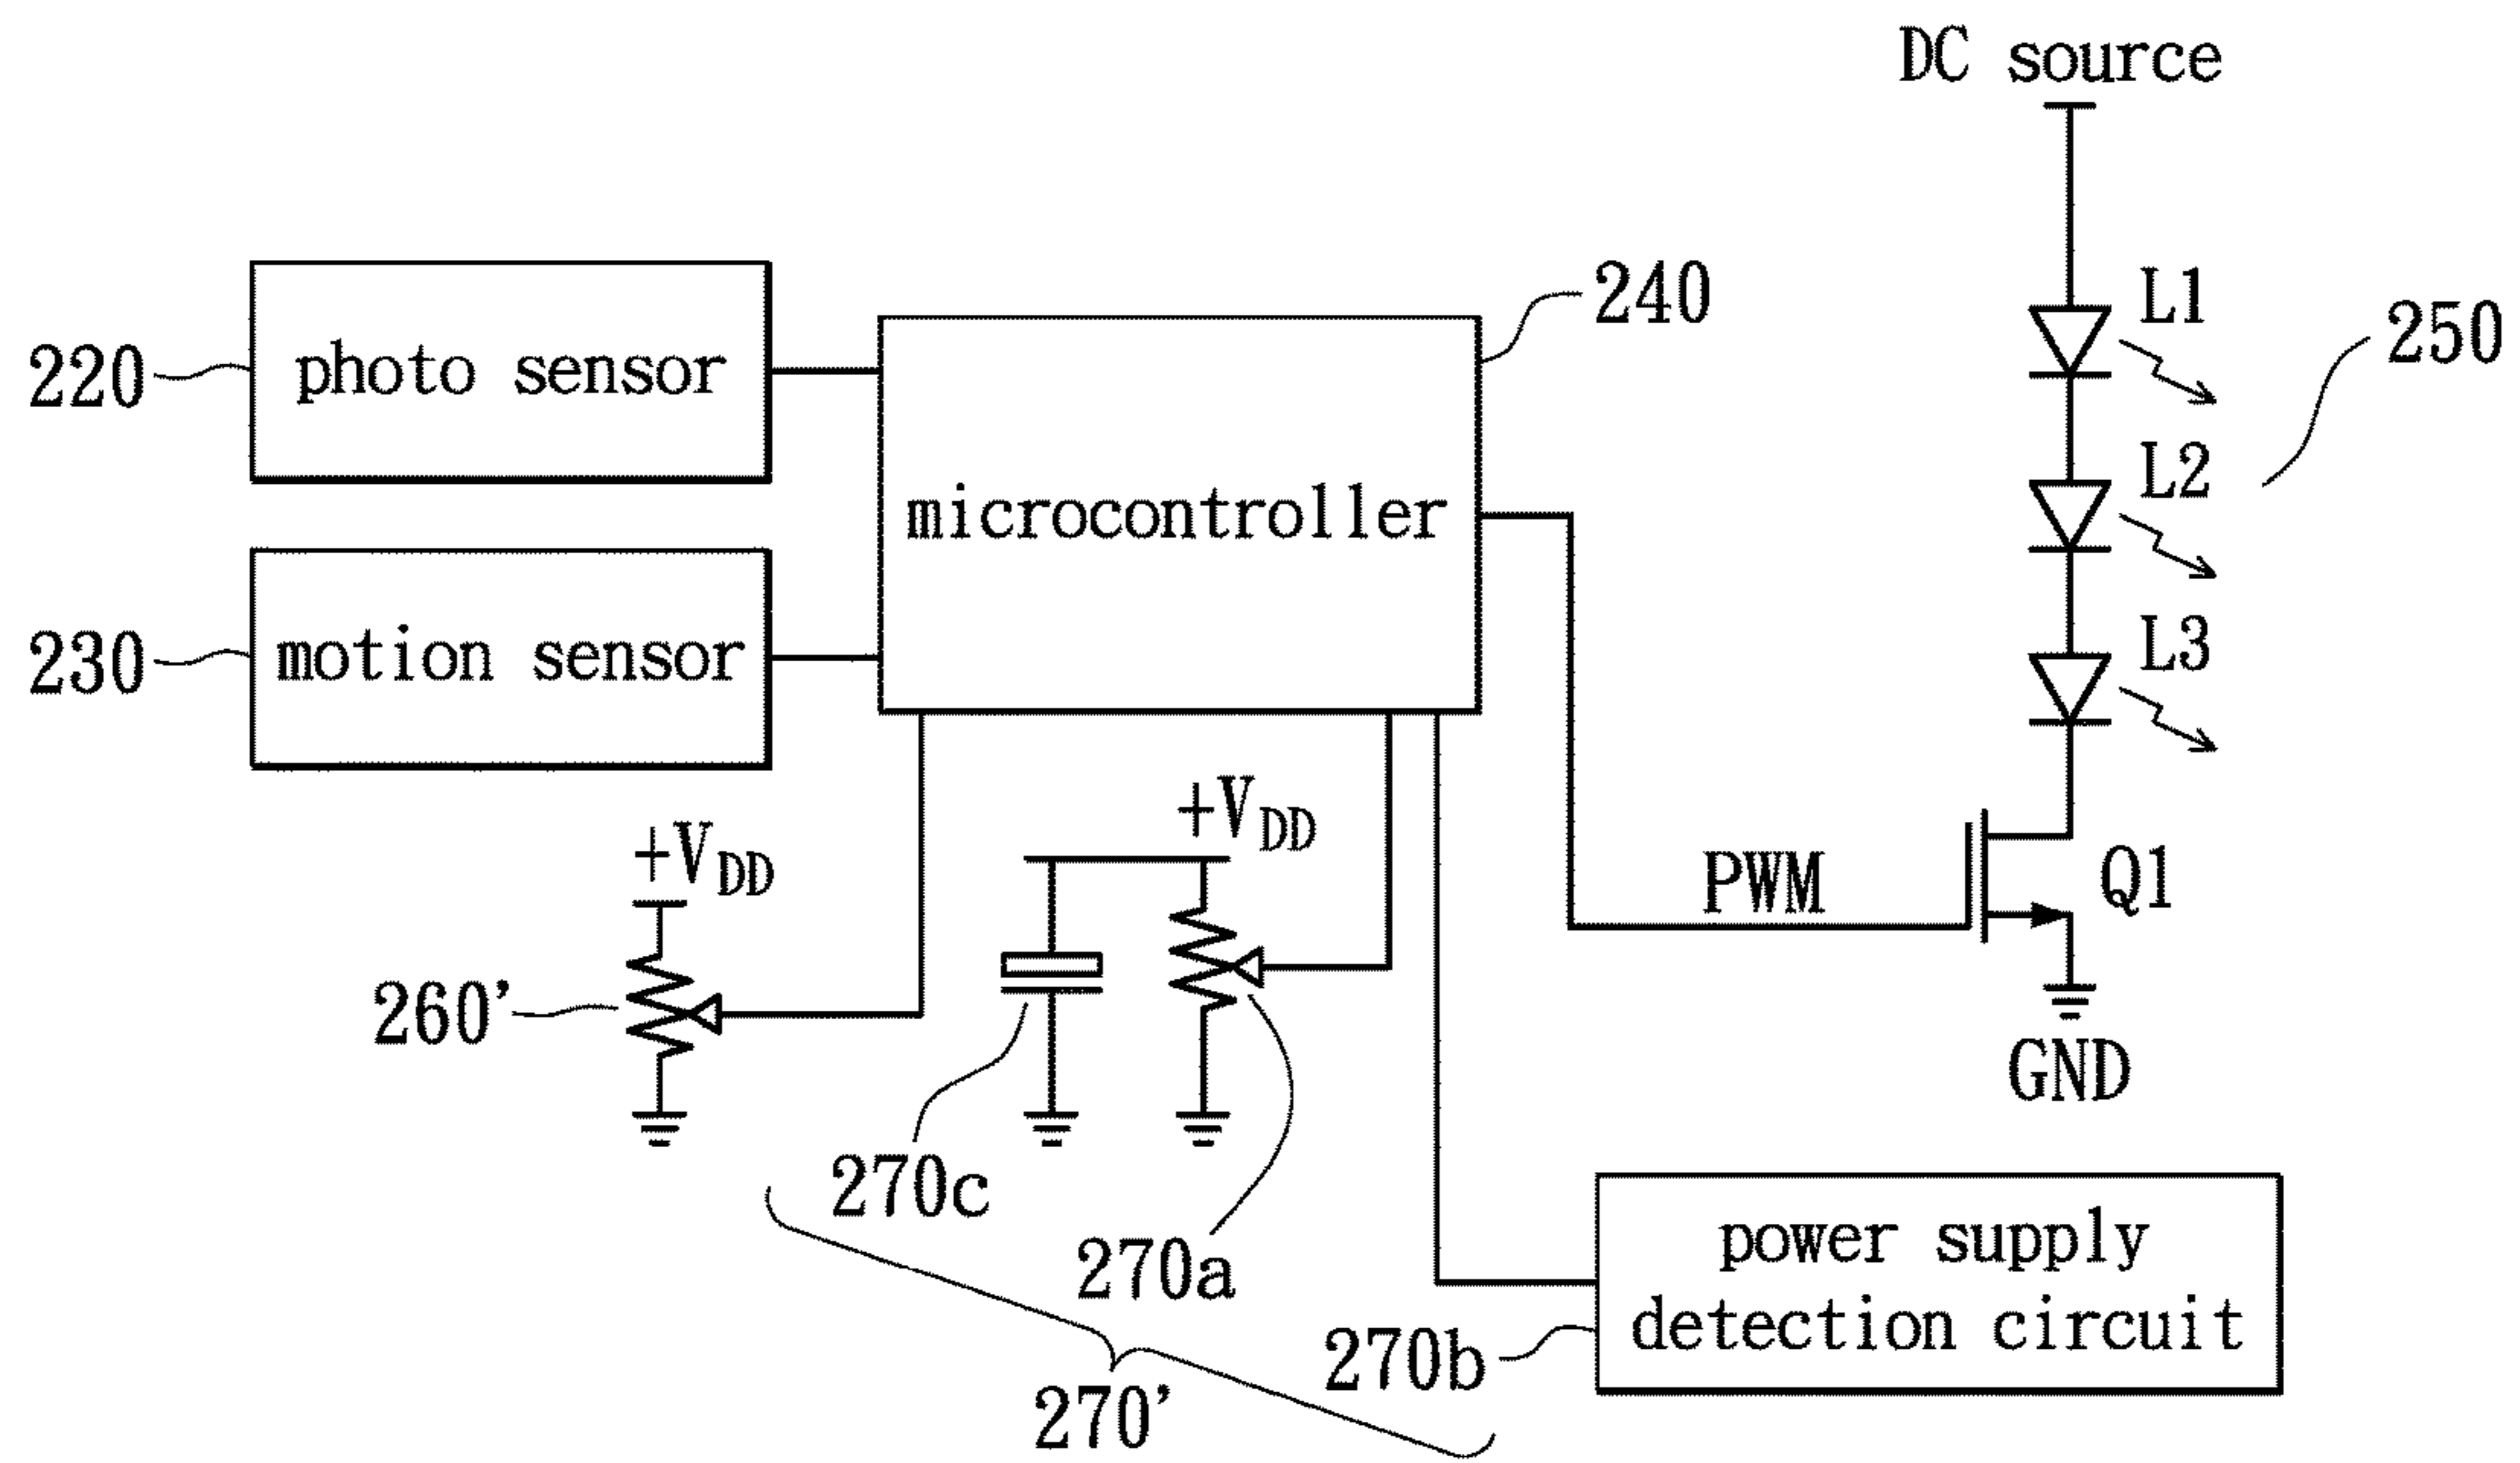 DC source
L1
240
250
220
photo sensor
L2
microcontroller
L3
230
motion sensor
+VDD
+VDD
PWM
Q1
260'
GND
270c
270a
power supply
detection circuit
270b
270'